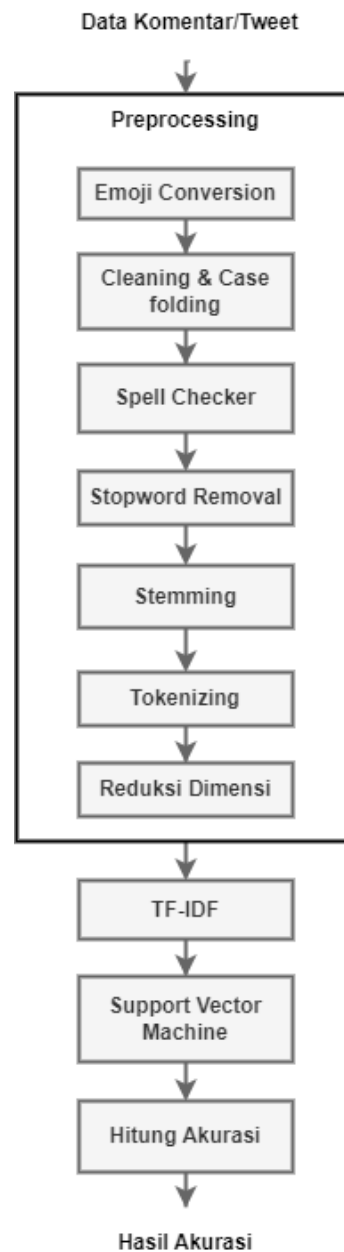 Data Komentar/Tweet
Preprocessing
Emoji Conversion
Cleaning & Case
folding
Spell Checker
Stopword Removal
Stemming
Tokenizing
Reduksi Dimensi
TF-IDF
Support Vector
Machine
Hitung Akurasi
Hasil Akurasi